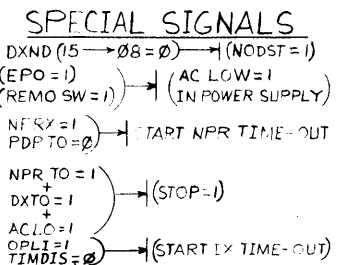 SPECIAL SIGNALS
DXND (15 → Ø8 = Ø) → (NODST = 1)
(EPO = 1)
(REMO SW = 1) → (AC LOW = 1
IN POWER SUPPLY)
NPRX = 1
PDP TO = Ø → START NPR TIME-OUT
NPR TO = 1
+
DXTO = 1 → (STOP = 1)
+
ACLO = 1
OPLI = 1
TIMDIS = Ø → (START DX TIME-OUT)